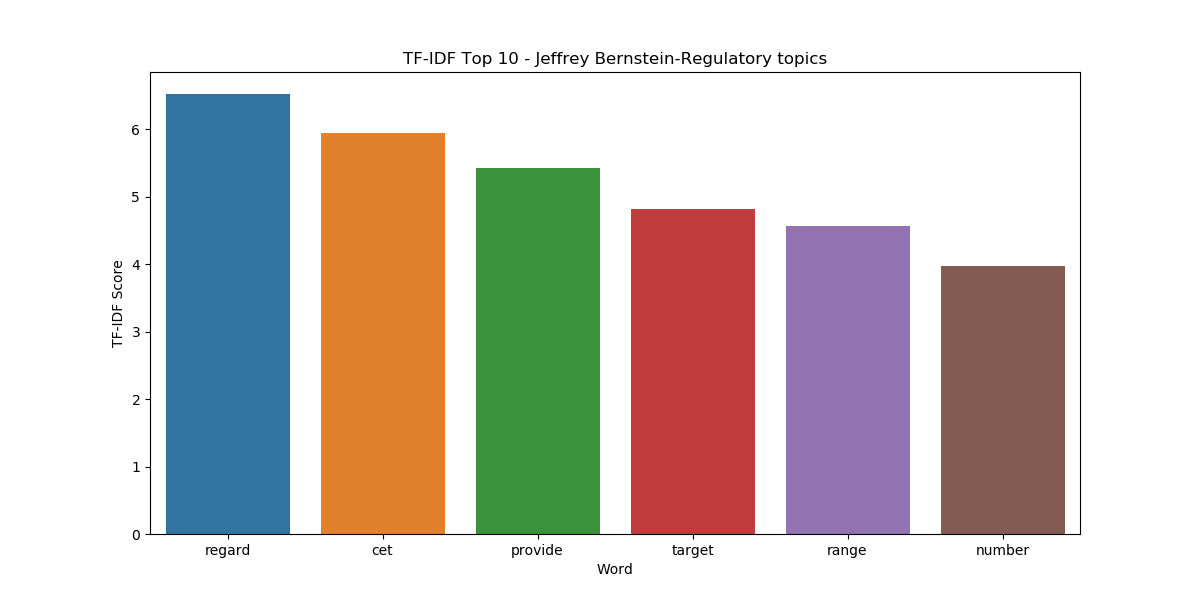 TF-IDF Top 10 - Jeffrey Bernstein-Regulatory topics
TF-IDF Score
6
5
4
3
2
1
0
regard cet provide target range number
Word